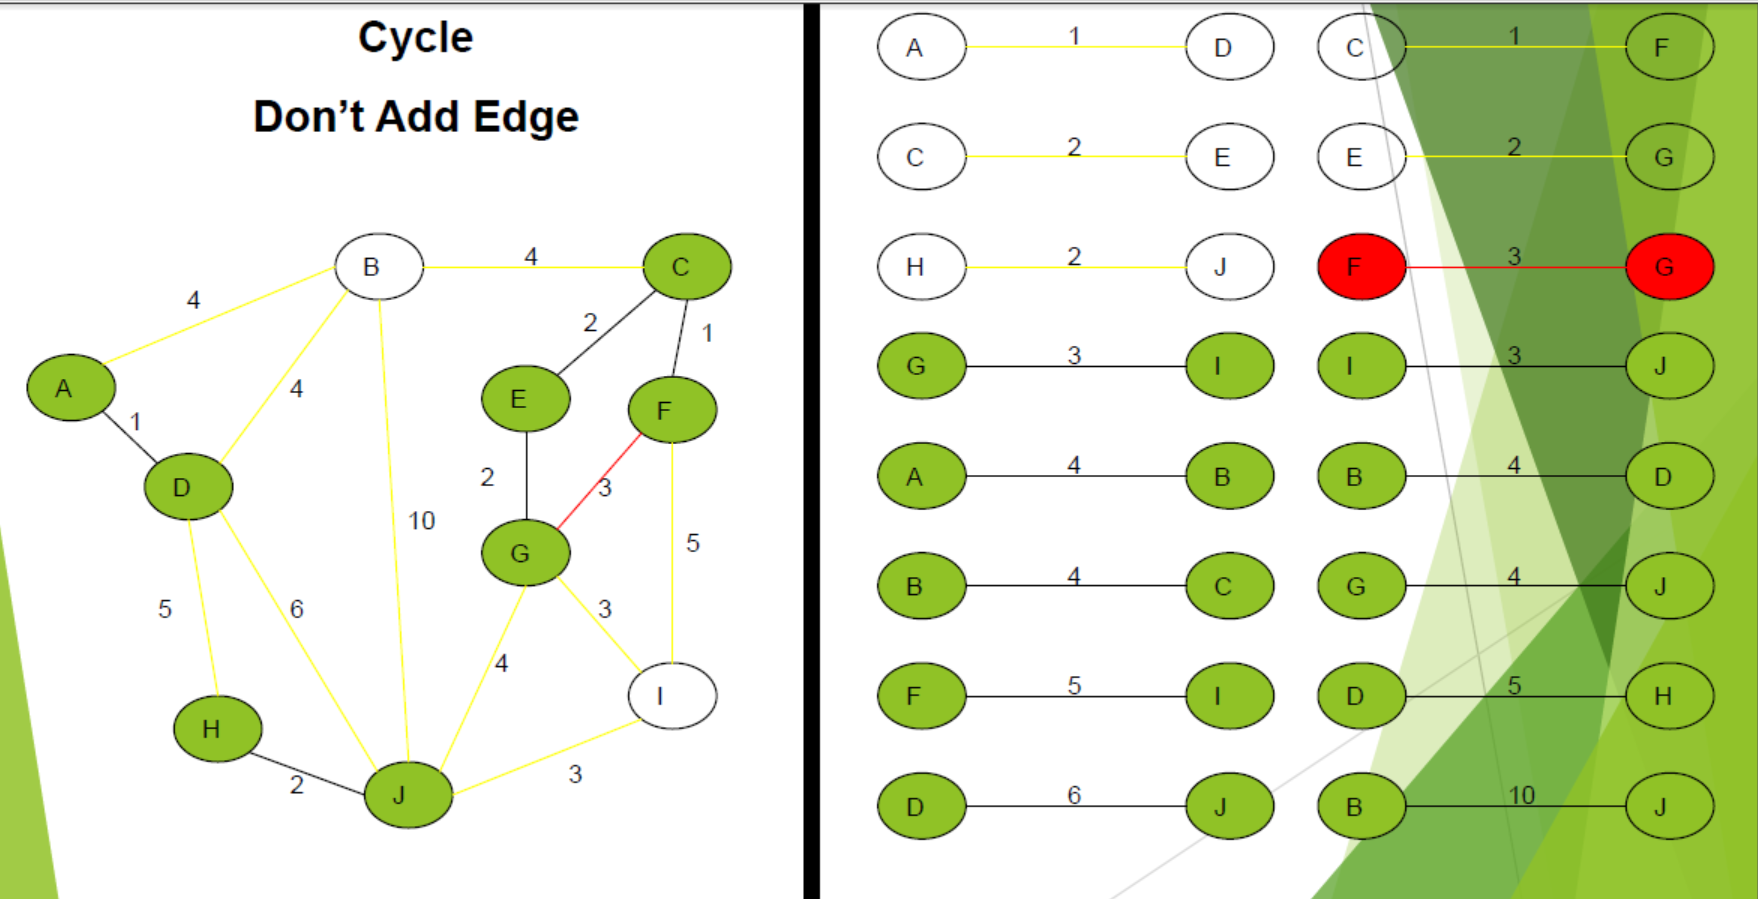 Cycle
Don't Add Edge
B 4 C
4
2
1
A
4
E
F
1
D
2
3
10
G
5
5
6
3
4
H
I
2
J
3
A 1 D
C 1 F
C 2 E
E 2 G
H 2 J
F 3 G
G 3 I
I 3 J
A 4 B
B 4 D
B 4 C
G 4 J
F 5 I
D 5 H
D 6 J
B 10 J